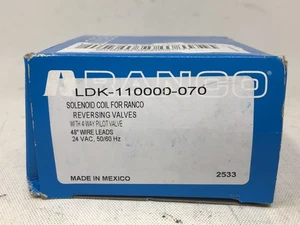 RANCO
LDK-110000-070
SOLENOID COIL FOR RANCO
REVERSING VALVES
WITH 4 WAY PILOT VALVE
48" WIRE LEADS
24 VAC, 50/60 Hz
MADE IN MEXICO 2533